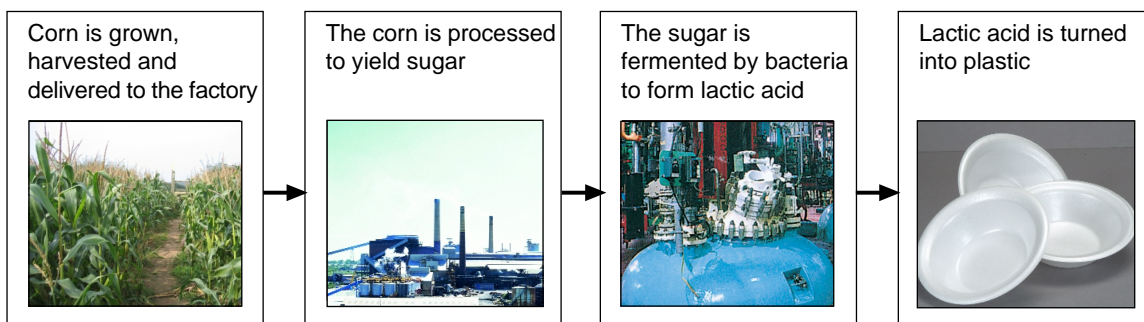 Corn is grown,
harvested and
delivered to the factory
The corn is processed
to yield sugar
The sugar is
fermented by bacteria
to form lactic acid
Lactic acid is turned
into plastic